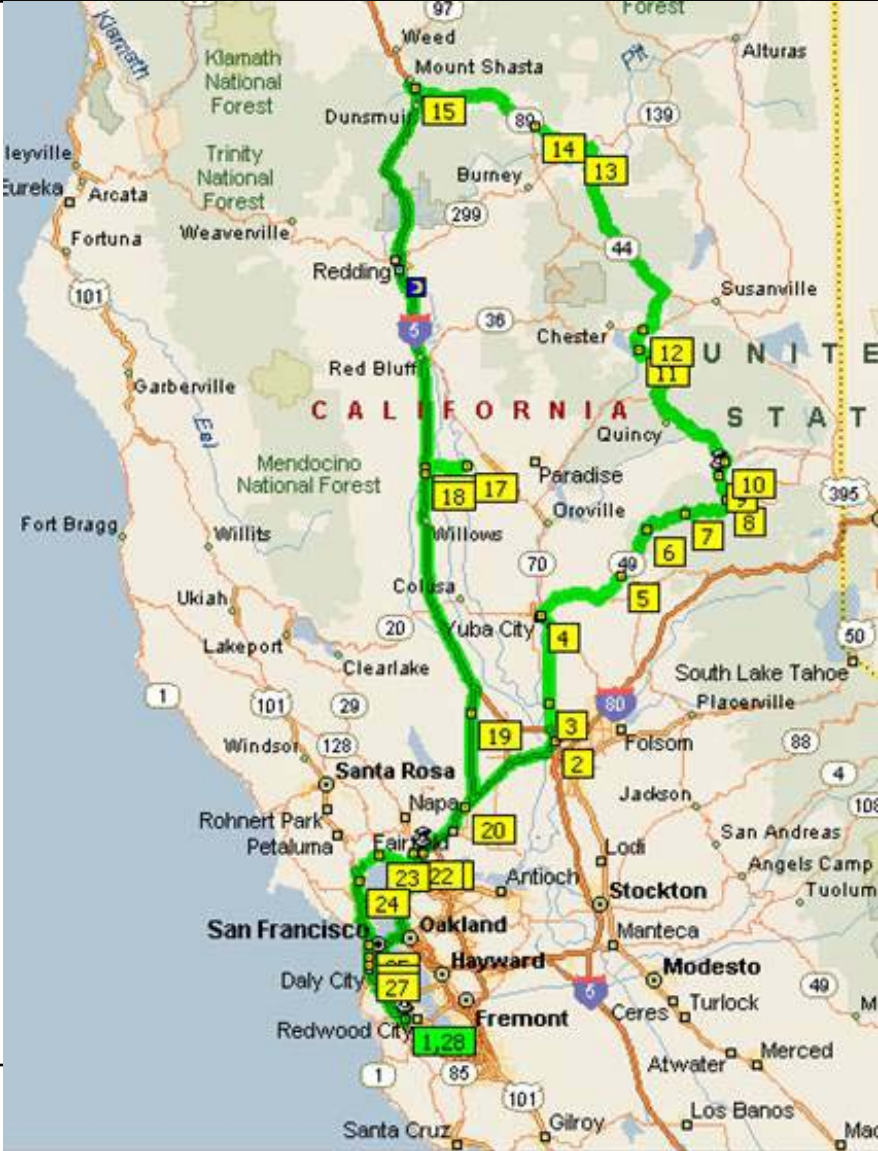 97
Forest
Weed
Klamath
Klamath
National
Forest
Pit
Alturas
Mount Shasta
Dunsmuir
15
89
139
leyville
Trinity
National
Forest
14
13
Eureka
Arcata
Burney
299
Weaverville
Fortuna
44
Redding
101
Susanville
5
36
Chester
12
UNITE
Red Bluff
11
Garberville
CALIFORNIA
STAT
Eel
Quincy
Mendocino
National Forest
Paradise
18
17
10
9
395
Fort Bragg
Oroville
8
Willits
Willows
7
6
70
49
Colusa
5
Ukiah
20
Yuba City
4
50
Lakeport
Clearlake
South Lake Tahoe
1
101
29
80
Placerville
3
19
Folsom
88
Windsor
128
2
Santa Rosa
4
Napa
Jackson
108
Rohnert Park
20
San Andreas
Petaluma
Fairfield
Lodi
23
22
Antioch
Angels Camp
24
Stockton
Tuolum
San Francisco
Oakland
Manteca
25
Hayward
Modesto
Daly City
27
5
49
Ceres
Turlock
M
Redwood City
Fremont
1,28
Atwater
Merced
1
85
101
Los Banos
Gilroy
Santa Cruz
Mad